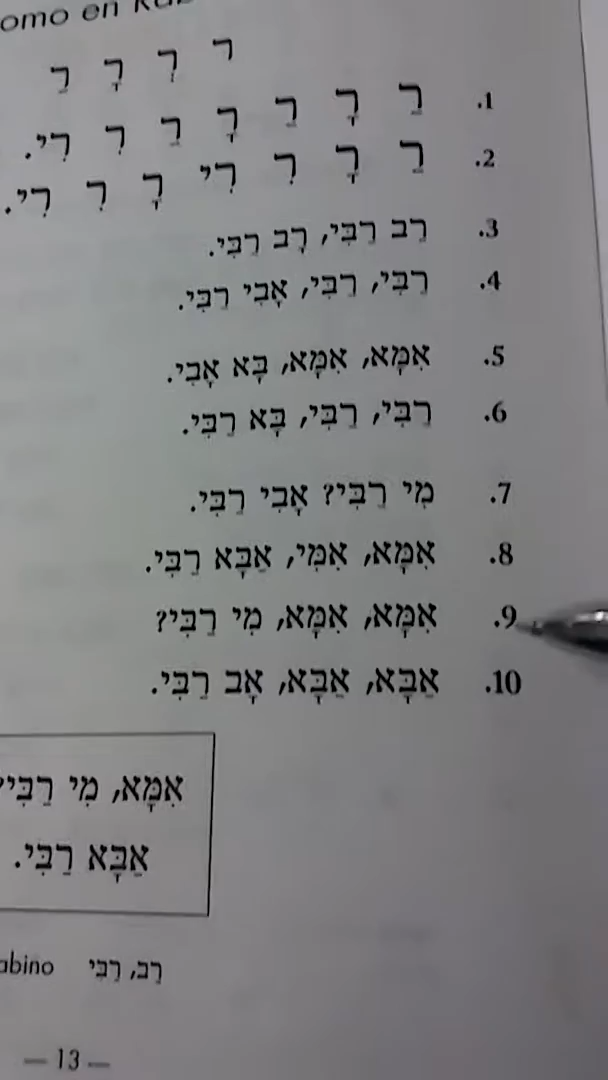 omo en
ר רְ רָ רַ
1. רַ רָ רַ רָ רַ רִ רִי.
2. רַ רָ רִ רִי רָ רִ רִי.
3. רַב רַבִּי, רָב רַבִּי.
4. רַבִּי, רַבִּי, אָבִי רַבִּי.
5. אִמָּא, אִמָּא, בָּא אָבִי.
6. רַבִּי, רַבִּי, בָּא רַבִּי.
7. מִי רַבִּי? אָבִי רַבִּי.
8. אִמָּא, אִמִּי, אַבָּא רַבִּי.
9. אִמָּא, אִמָּא, מִי רַבִּי?
10. אַבָּא, אַבָּא, אָב רַבִּי.
אִמָּא, מִי רַבִּי?
אַבָּא רַבִּי.
רַב, רַבִּי abino
— 13 —